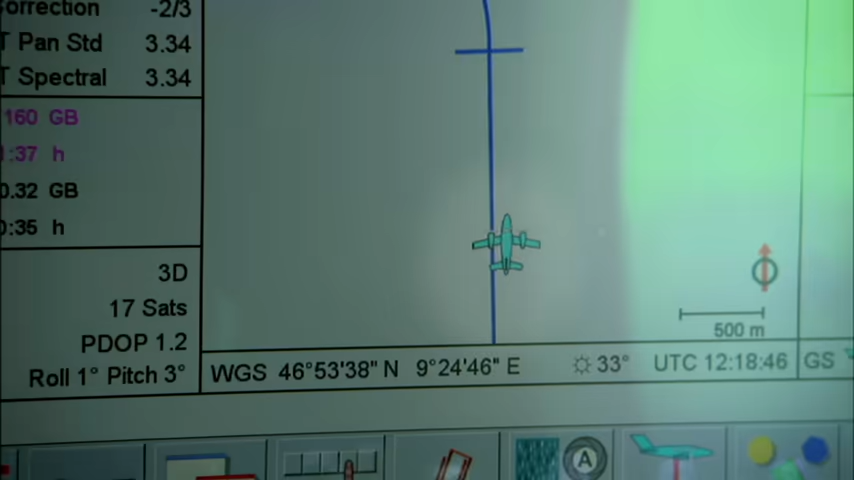 orrection -2/3
T Pan Std 3.34
T Spectral 3.34
160 GB
:37 h
0.32 GB
0:35 h
3D
17 Sats
PDOP 1.2
Roll 1° Pitch 3°
500 m
WGS 46°53'38" N 9°24'46" E 33° UTC 12:18:46 GS
A